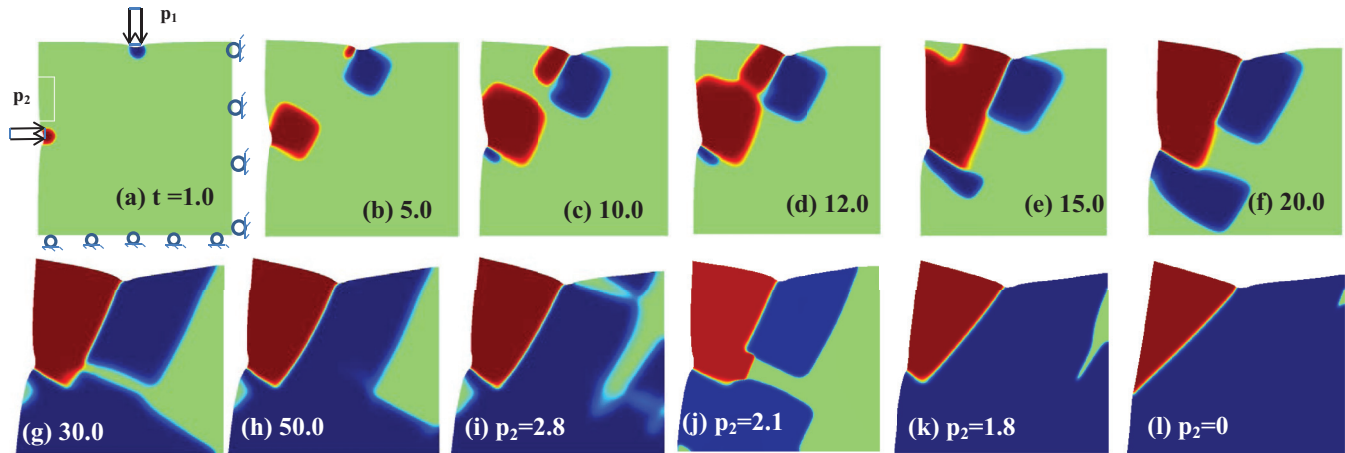 p₁
p₂
(a) t =1.0
(b) 5.0
(c) 10.0
(d) 12.0
(e) 15.0
(f) 20.0
(g) 30.0
(h) 50.0
(i) p₂=2.8
(j) p₂=2.1
(k) p₂=1.8
(l) p₂=0